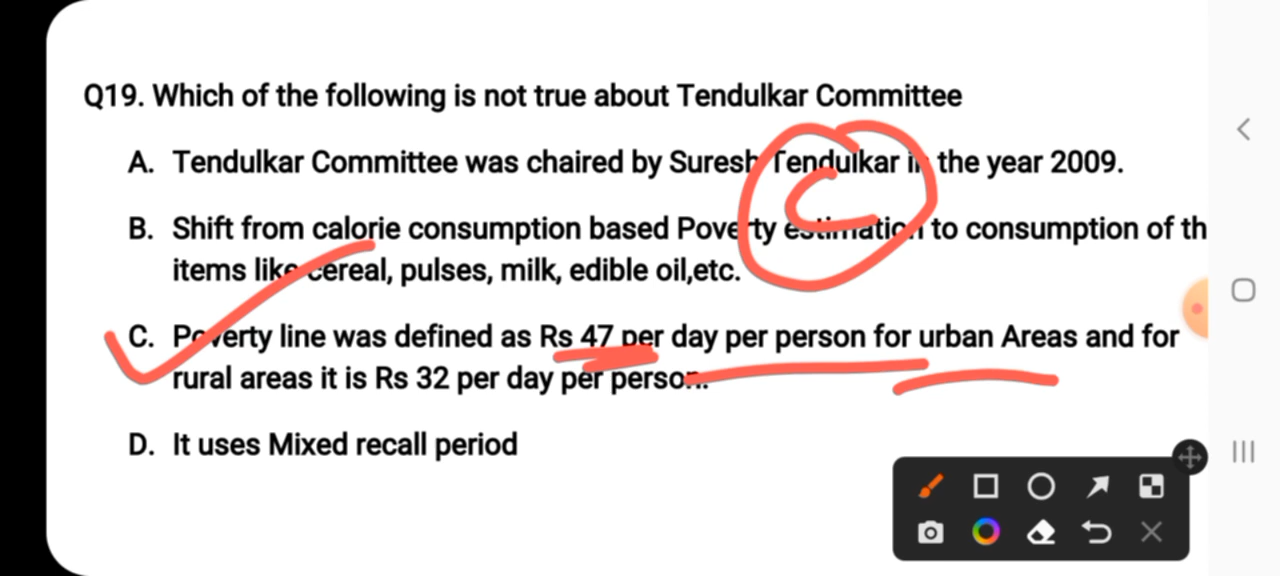 Q19. Which of the following is not true about Tendulkar Committee
A. Tendulkar Committee was chaired by Suresh Tendulkar in the year 2009.
B. Shift from calorie consumption based Poverty estimation to consumption of th
items like cereal, pulses, milk, edible oil,etc.
C. Poverty line was defined as Rs 47 per day per person for urban Areas and for
rural areas it is Rs 32 per day per person.
D. It uses Mixed recall period
C